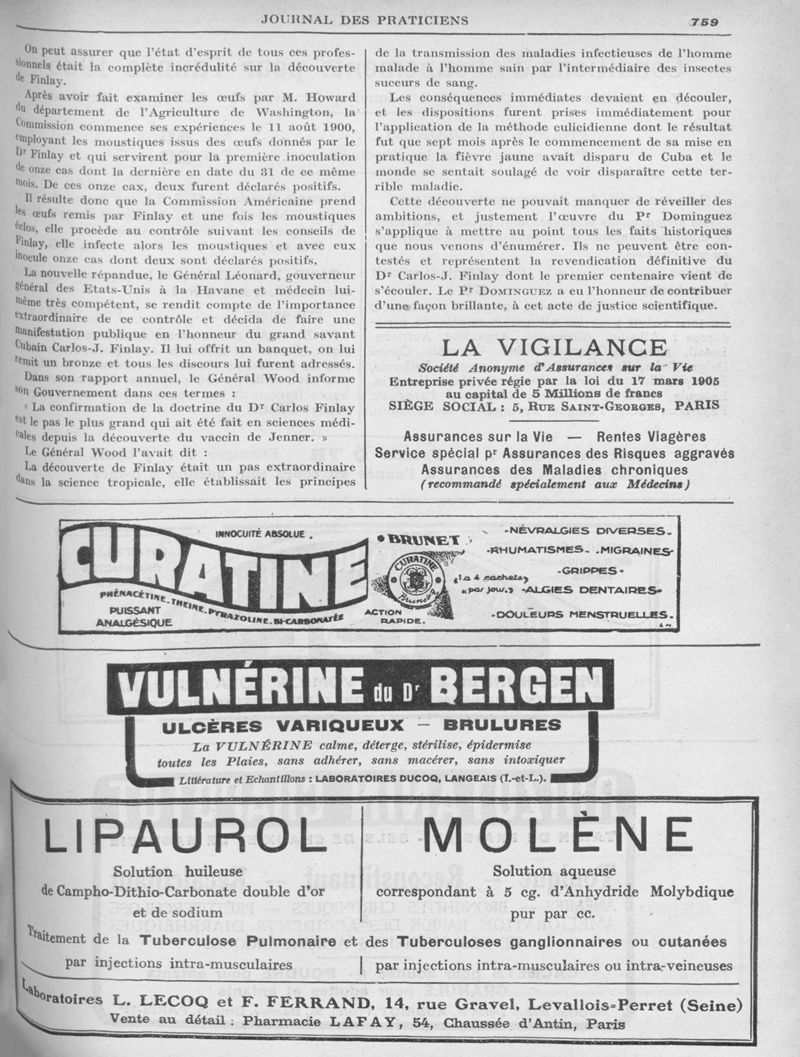 JOURNAL DES PRATICIENS
759
On peut assurer que l'état d'esprit de tous ces profes-
sionnels était la complète incrédulité sur la découverte
de Finlay.
Après avoir fait examiner les œufs par M. Howard
du département de l'Agriculture de Washington, la
Commission commence ses expériences le 11 août 1900,
employant les moustiques issus des œufs donnés par le
Dr Finlay et qui servirent pour la première inoculation
de onze cas dont la dernière en date du 31 de ce même
mois. De ces onze cax, deux furent déclarés positifs.
Il résulte donc que la Commission Américaine prend
les œufs remis par Finlay et une fois les moustiques
éclos, elle procède au contrôle suivant les conseils de
Finlay, elle infecte alors les moustiques et avec eux
inocule onze cas dont deux sont déclarés positifs.
La nouvelle répandue, le Général Léonard, gouverneur
général des Etats-Unis à la Havane et médecin lui-
même très compétent, se rendit compte de l'importance
extraordinaire de ce contrôle et décida de faire une
manifestation publique en l'honneur du grand savant
Cubain Carlos-J. Finlay. Il lui offrit un banquet, on lui
remit un bronze et tous les discours lui furent adressés.
Dans son rapport annuel, le Général Wood informe
son Gouvernement dans ces termes :
« La confirmation de la doctrine du Dr Carlos Finlay
est le pas le plus grand qui ait été fait en sciences médi-
cales depuis la découverte du vaccin de Jenner. »
Le Général Wood l'avait dit :
La découverte de Finlay était un pas extraordinaire
dans la science tropicale, elle établissait les principes
de la transmission des maladies infectieuses de l'homme
malade à l'homme sain par l'intermédiaire des insectes
succurs de sang.
Les conséquences immédiates devaient en découler,
et les dispositions furent prises immédiatement pour
l'application de la méthode culicidienne dont le résultat
fut que sept mois après le commencement de sa mise en
pratique la fièvre jaune avait disparu de Cuba et le
monde se sentait soulagé de voir disparaître cette ter-
rible maladie.
Cette découverte ne pouvait manquer de réveiller des
ambitions, et justement l'œuvre du Pr Dominguez
s'applique à mettre au point tous les faits historiques
que nous venons d'énumérer. Ils ne peuvent être con-
testés et représentent la revendication définitive du
Dr Carlos-J. Finlay dont le premier centenaire vient de
s'écouler. Le Pr DOMINGUEZ a eu l'honneur de contribuer
d'une façon brillante, à cet acte de justice scientifique.
LA VIGILANCE
Société Anonyme d'Assurances sur la Vie
Entreprise privée régie par la loi du 17 mars 1905
au capital de 5 Millions de francs
SIÈGE SOCIAL : 5, RUE SAINT-GEORGES, PARIS
Assurances sur la Vie — Rentes Viagères
Service spécial pr Assurances des Risques aggravés
Assurances des Maladies chroniques
(recommandé spécialement aux Médecins)
INNOCUITÉ ABSOLUE.
CURATINE
PHÉNACÉTINE-THEINE-PYRAZOLINE-BI-CARBONATÉE
PUISSANT
ANALGÉSIQUE
BRUNET
CURATINE
Brunet
ACTION
RAPIDE.
(1 à 4 cachets)
par jour.
-NÉVRALGIES DIVERSES-
-RHUMATISMES- -MIGRAINES-
-GRIPPES-
-ALGIES DENTAIRES-
-DOULEURS MENSTRUELLES-
VULNÉRINE du Dr BERGEN
ULCÈRES VARIQUEUX — BRULURES
La VULNÉRINE calme, déterge, stérilise, épidermise
toutes les Plaies, sans adhérer, sans macérer, sans intoxiquer
Littérature et Echantillons : LABORATOIRES DUCOQ, LANGEAIS (I.-et-L.).
LIPAUROL
Solution huileuse
de Campho-Dithio-Carbonate double d'or
et de sodium
MOLÈNE
Solution aqueuse
correspondant à 5 cg. d'Anhydride Molybdique
pur par cc.
Traitement de la Tuberculose Pulmonaire et des Tuberculoses ganglionnaires ou cutanées
par injections intra-musculaires | par injections intra-musculaires ou intra-veineuses
Laboratoires L. LECOQ et F. FERRAND, 14, rue Gravel, Levallois-Perret (Seine)
Vente au détail : Pharmacie LAFAY, 54, Chaussée d'Antin, Paris